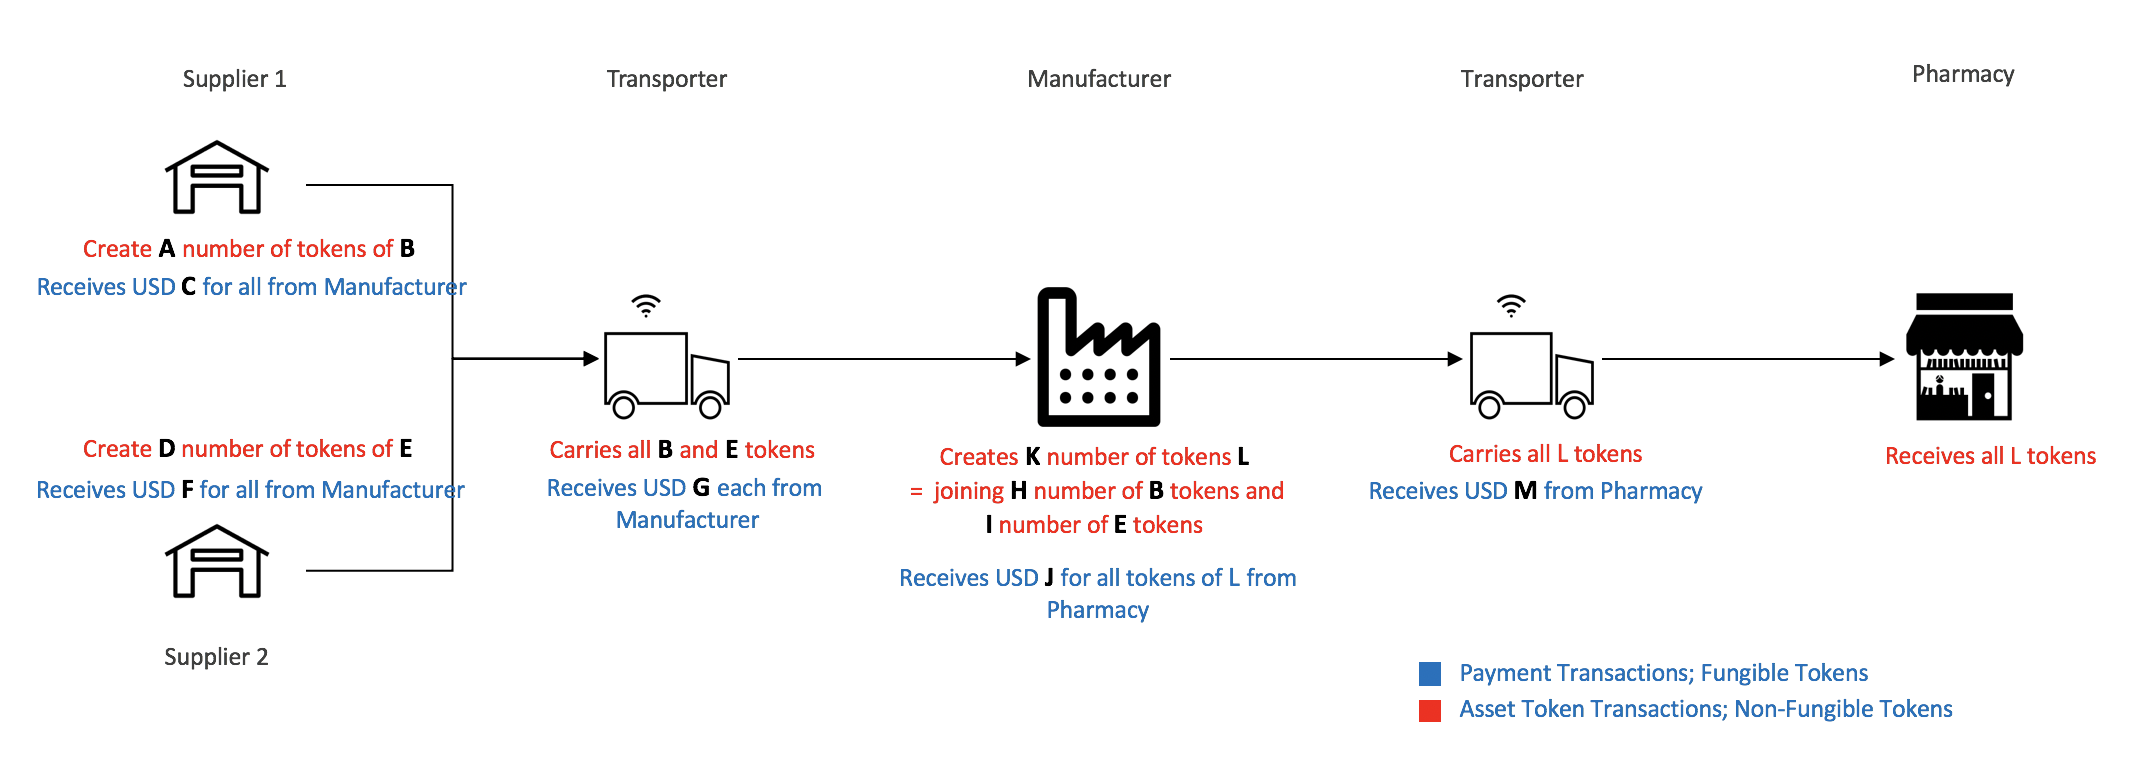 Supplier 1
Transporter
Manufacturer
Transporter
Pharmacy
Create A number of tokens of B
Receives USD C for all from Manufacturer
Create D number of tokens of E
Receives USD F for all from Manufacturer
Supplier 2
Carries all B and E tokens
Receives USD G each from
Manufacturer
Creates K number of tokens L
= joining H number of B tokens and
I number of E tokens
Receives USD J for all tokens of L from
Pharmacy
Carries all L tokens
Receives USD M from Pharmacy
Receives all L tokens
Payment Transactions; Fungible Tokens
Asset Token Transactions; Non-Fungible Tokens